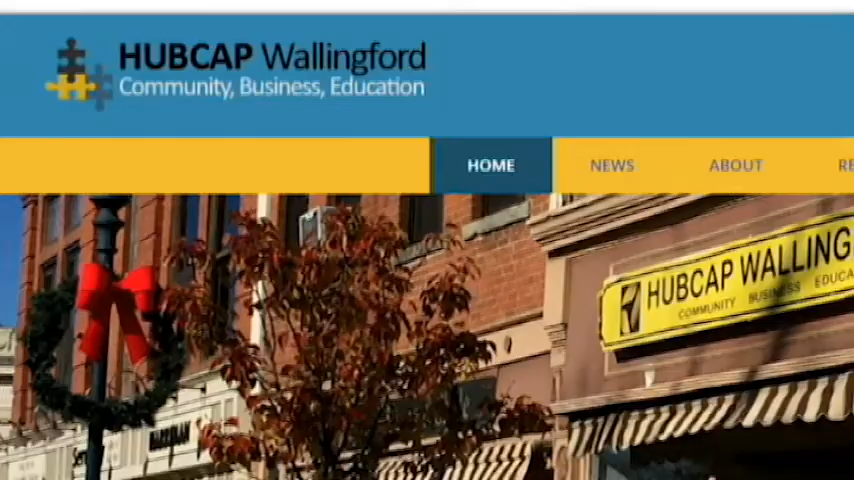 HUBCAP Wallingford
Community, Business, Education
HOME NEWS ABOUT
HUBCAP WALLING
COMMUNITY BUSINESS EDUCA